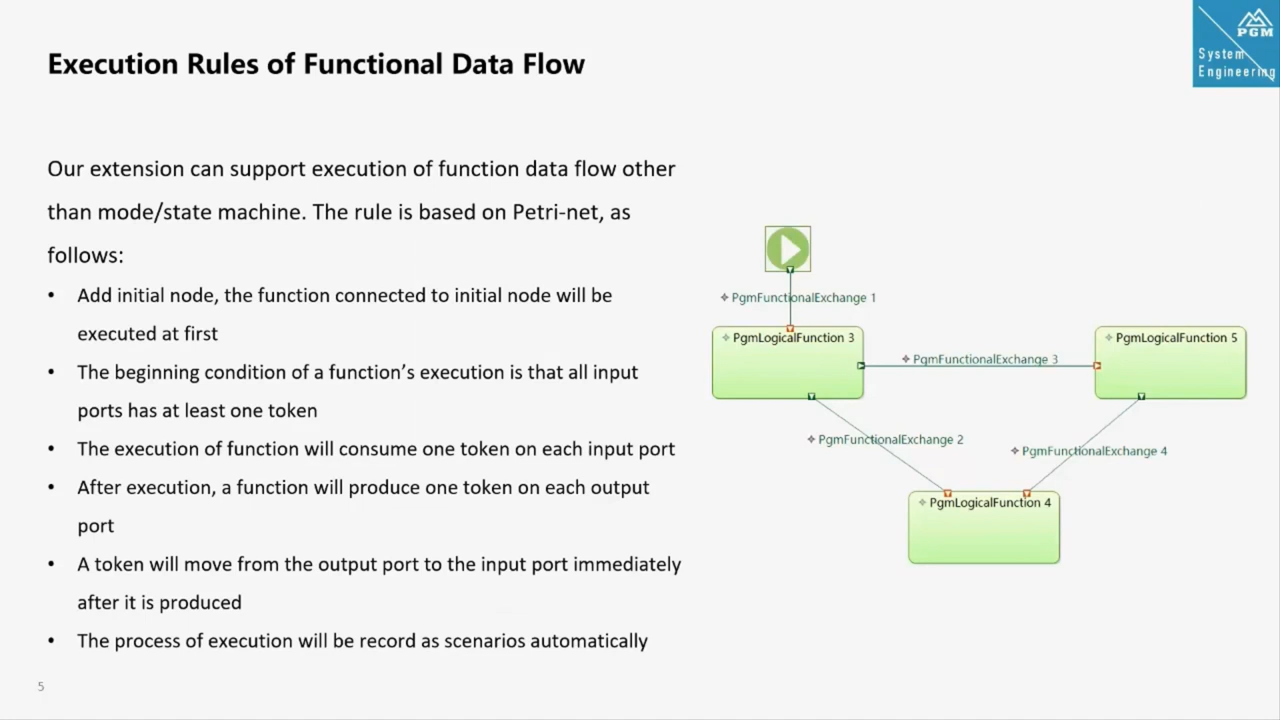 PGM
System
Engineering
Execution Rules of Functional Data Flow
Our extension can support execution of function data flow other
than mode/state machine. The rule is based on Petri-net, as
follows:
• Add initial node, the function connected to initial node will be
executed at first
• The beginning condition of a function's execution is that all input
ports has at least one token
• The execution of function will consume one token on each input port
• After execution, a function will produce one token on each output
port
• A token will move from the output port to the input port immediately
after it is produced
• The process of execution will be record as scenarios automatically
PgmFunctionalExchange 1
PgmLogicalFunction 3
PgmFunctionalExchange 3
PgmLogicalFunction 5
PgmFunctionalExchange 2
PgmFunctionalExchange 4
PgmLogicalFunction 4
5